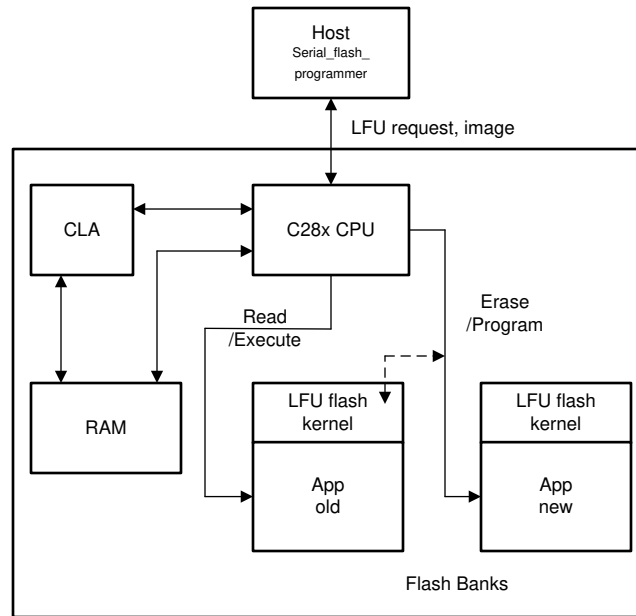 Host
Serial_flash_
programmer
LFU request, image
CLA
C28x CPU
Read
/Execute
Erase
/Program
RAM
LFU flash
kernel
App
old
LFU flash
kernel
App
new
Flash Banks